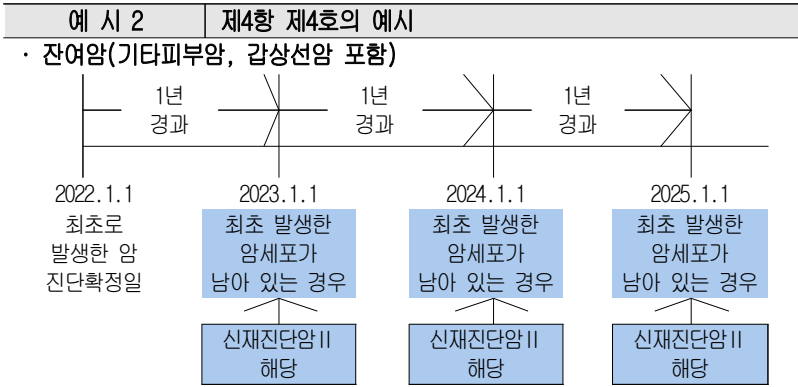 예 시 2 제4항 제4호의 예시
· 잔여암(기타피부암, 갑상선암 포함)
1년 1년 1년
경과 경과 경과
2022.1.1 2023.1.1 2024.1.1 2025.1.1
최초로 최초 발생한 최초 발생한 최초 발생한
발생한 암 암세포가 암세포가 암세포가
진단확정일 남아 있는 경우 남아 있는 경우 남아 있는 경우
신재진단암Ⅱ 신재진단암Ⅱ 신재진단암Ⅱ
해당 해당 해당